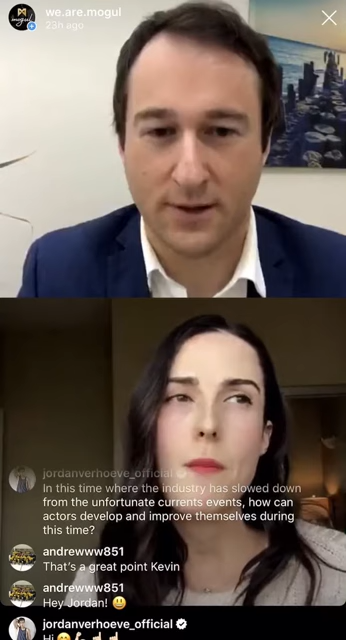 we.are.mogul
23h ago
mogul
jordanverhoeve_official
In this time where the industry has slowed down
from the unfortunate currents events, how can
actors develop and improve themselves during
this time?
andrewww851
That's a great point Kevin
andrewww851
Hey Jordan! 😃
jordanverhoeve_official
Hi